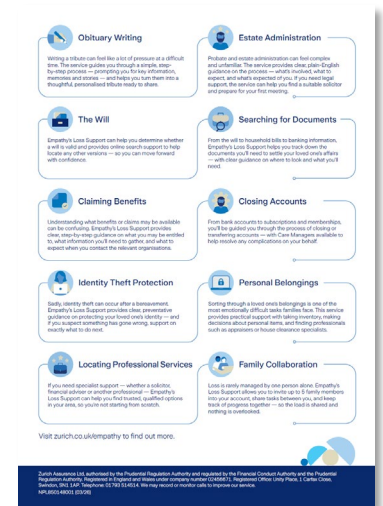 Obituary Writing
Writing a tribute can feel like a lot of pressure at a difficult
time. The service guides you through a simple, step-
by-step process — prompting you for key information,
memories and stories — and helps you turn them into a
thoughtful, personalised tribute ready to share.
Estate Administration
Probate and estate administration can feel complex
and unfamiliar. The service provides clear, plain-English
guidance on the process — what's involved, what to
expect, and what's expected of you. If you need legal
support, the service can help you find a suitable solicitor
and prepare for your first meeting.
The Will
Empathy's Loss Support can help you determine whether
a will is valid and provides online search support to help
locate any other versions — so you can move forward
with confidence.
Searching for Documents
From the will to household bills to banking information,
Empathy's Loss Support helps you track down the
documents you'll need to settle your loved one's affairs
— with clear guidance on where to look and what you'll
need.
Claiming Benefits
Understanding what benefits or claims may be available
can be confusing. Empathy's Loss Support provides
clear, step-by-step guidance on what you may be entitled
to, what information you'll need to gather, and what to
expect when you contact the relevant organisations.
Closing Accounts
From bank accounts to subscriptions and memberships,
you'll be guided you through the process of closing or
transferring accounts — with Care Managers available to
help resolve any complications on your behalf.
Identity Theft Protection
Sadly, identity theft can occur after a bereavement.
Empathy's Loss Support provides clear, preventative
guidance on protecting your loved one's identity — and
if you suspect something has gone wrong, support on
exactly what to do next.
Personal Belongings
Sorting through a loved one's belongings is one of the
most emotionally difficult tasks families face. This service
provides practical support with taking inventory, making
decisions about personal items, and finding professionals
such as appraisers or house clearance specialists.
Locating Professional Services
If you need specialist support — whether a solicitor,
financial adviser or another professional — Empathy's
Loss Support can help you find trusted, qualified options
in your area, so you're not starting from scratch.
Family Collaboration
Loss is rarely managed by one person alone. Empathy's
Loss Support allows you to invite up to 5 family members
into your account, share tasks between you, and keep
track of progress together — so the load is shared and
nothing is overlooked.
Visit zurich.co.uk/empathy to find out more.
Zurich Assurance Ltd, authorised by the Prudential Regulation Authority and regulated by the Financial Conduct Authority and the Prudential
Regulation Authority. Registered in England and Wales under company number 02456671. Registered Office: Unity Place, 1 Carfax Close,
Swindon, SN1 1AP. Telephone: 01793 514514. We may record or monitor calls to improve our service.
NPL850148001 (03/26)